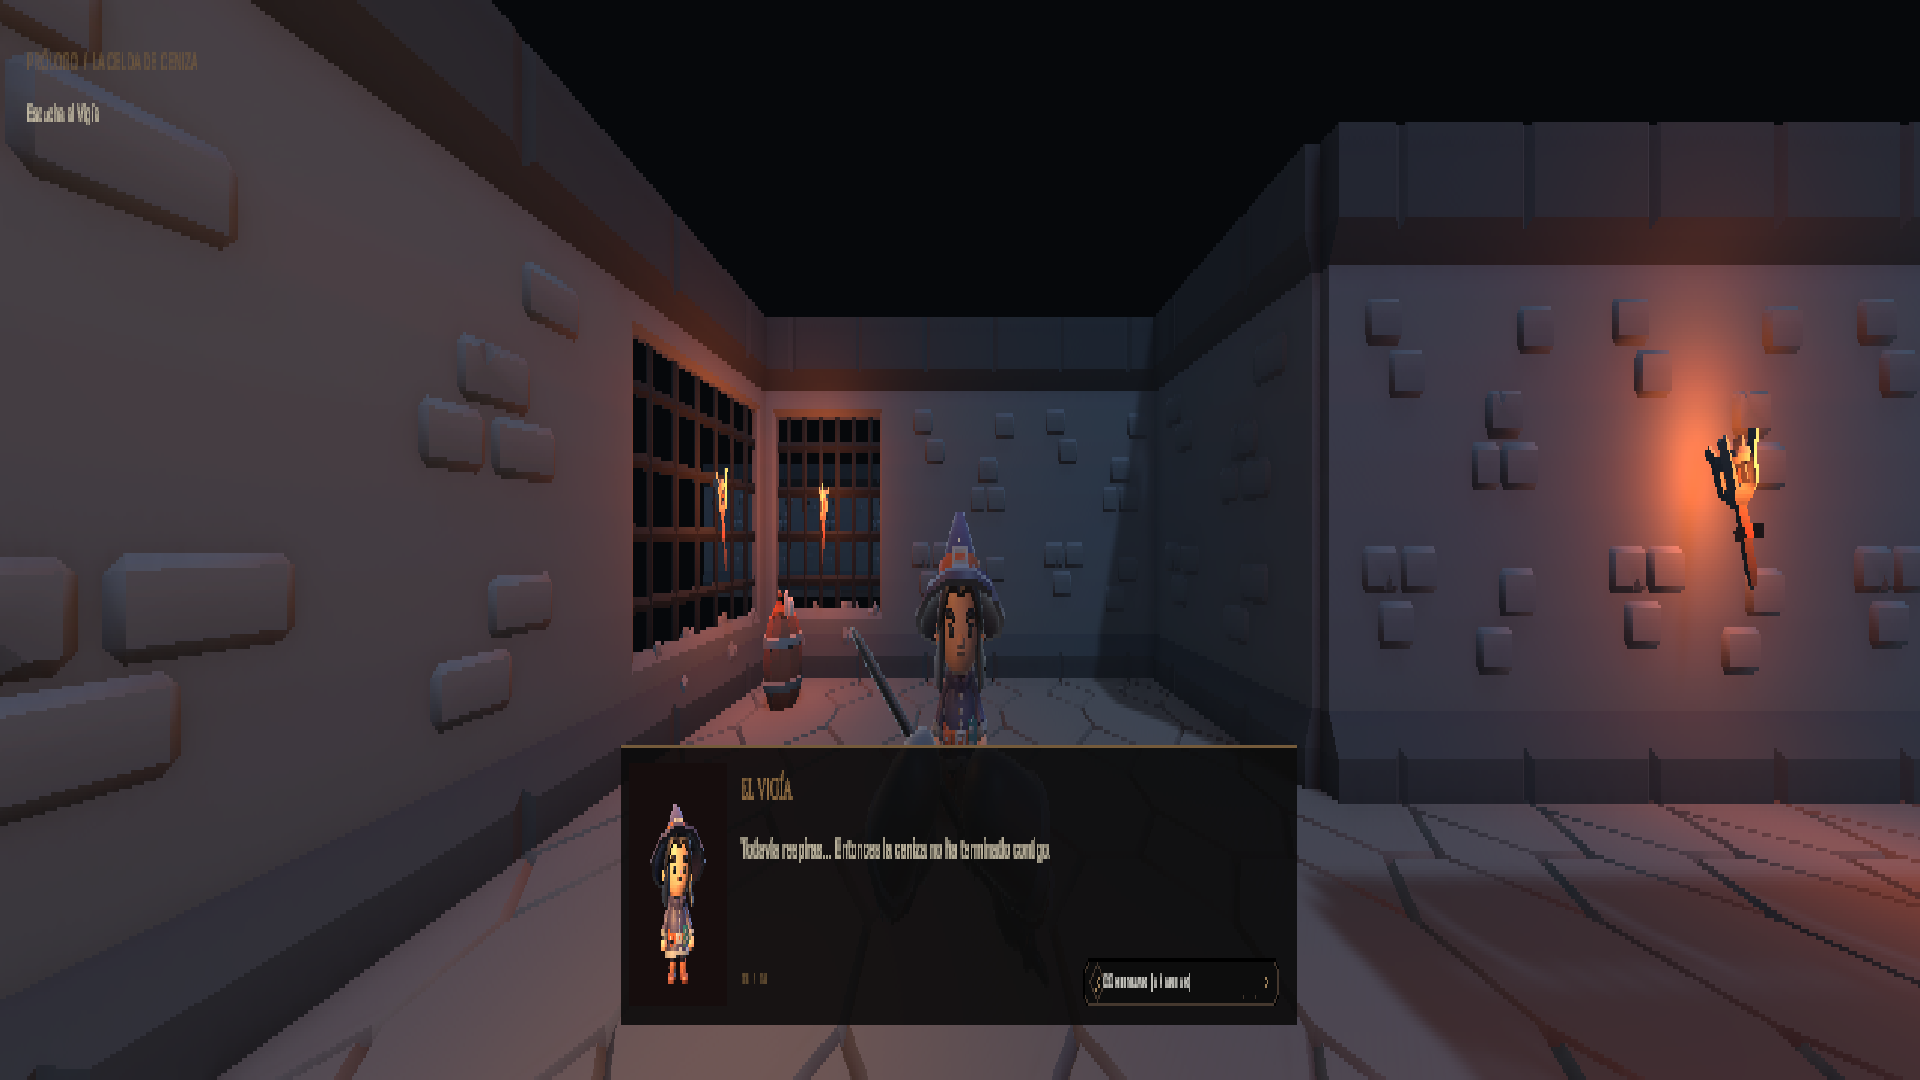 PRÓLOGO / LA CELDA DE CENIZA
Escucha al Vigía
EL VIGÍA
Todavía respiras... Entonces la ceniza no ha terminado contigo.